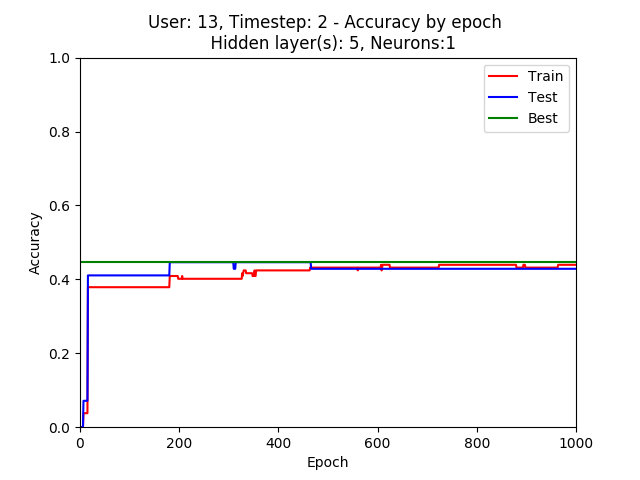 User: 13, Timestep: 2 - Accuracy by epoch
Hidden layer(s): 5, Neurons:1
Train
Test
Best
1.0
0.8
0.6
0.4
0.2
0.0
Accuracy
0 200 400 600 800 1000
Epoch